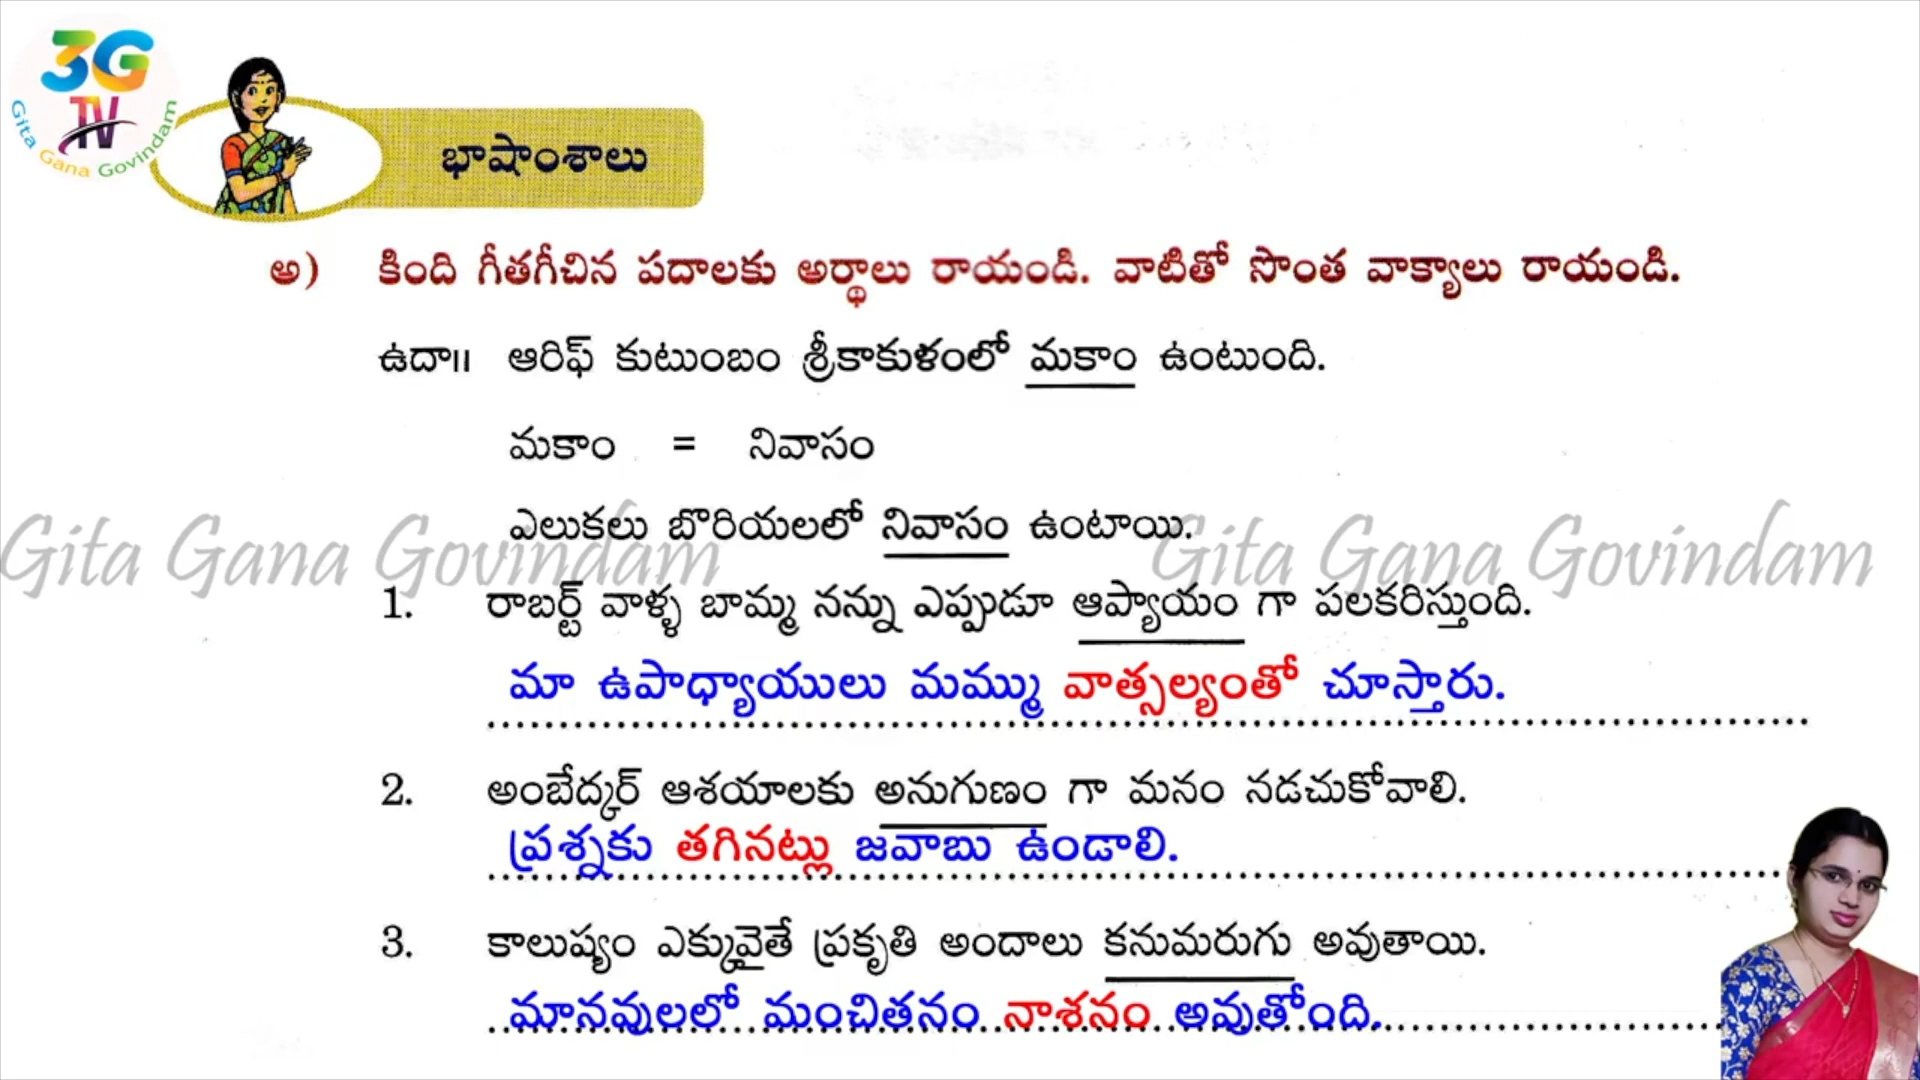 3G
TV
Gita Gana Govindam
భాషాంశాలు
అ) కింది గీతగీచిన పదాలకు అర్థాలు రాయండి. వాటితో సొంత వాక్యాలు రాయండి.
ఉదా॥ ఆరిఫ్ కుటుంబం శ్రీకాకుళంలో మకాం ఉంటుంది.
మకాం = నివాసం
ఎలుకలు బొరియలలో నివాసం ఉంటాయి.
Gita Gana Govindam Gita Gana Govindam
1. రాబర్ట్ వాళ్ళ బామ్మ నన్ను ఎప్పుడూ ఆప్యాయం గా పలకరిస్తుంది.
మా ఉపాధ్యాయులు మమ్ము వాత్సల్యంతో చూస్తారు.
2. అంబేద్కర్ ఆశయాలకు అనుగుణం గా మనం నడచుకోవాలి.
ప్రశ్నకు తగినట్లు జవాబు ఉండాలి.
3. కాలుష్యం ఎక్కువైతే ప్రకృతి అందాలు కనుమరుగు అవుతాయి.
మానవులలో మంచితనం నాశనం అవుతోంది.